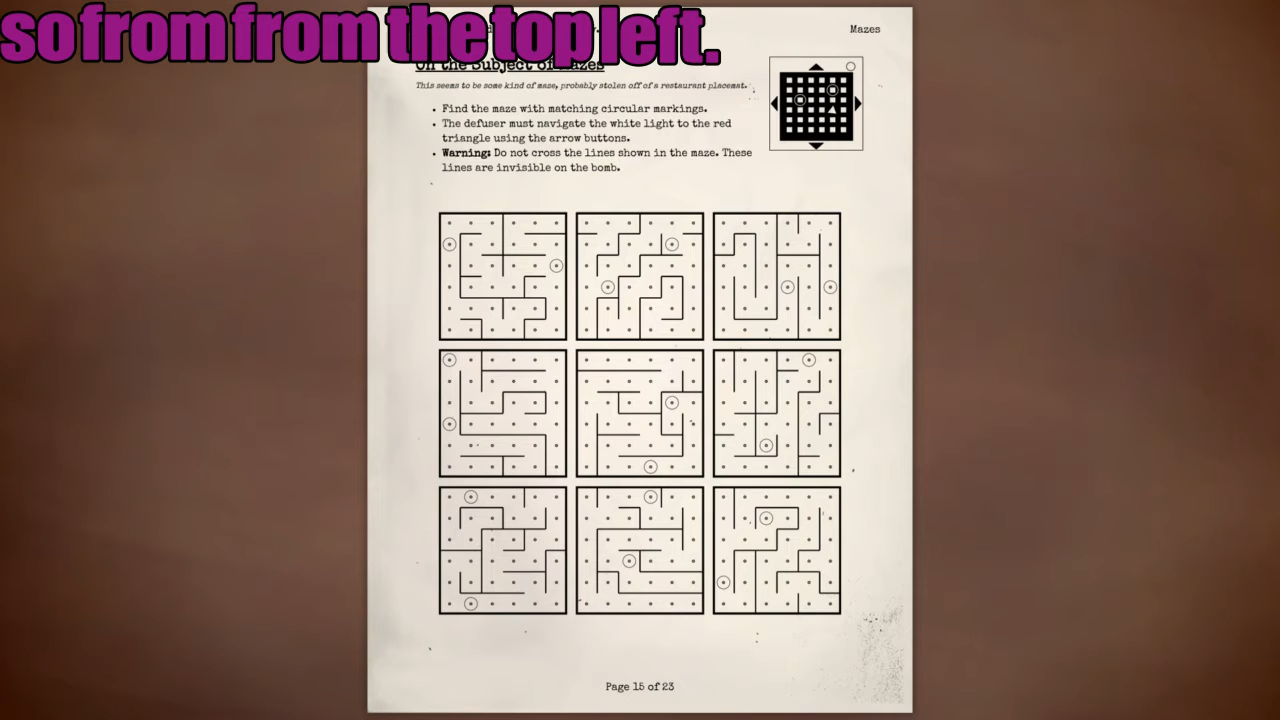 so from from the top left.
Mazes
On the Subject of Mazes
This seems to be some kind of maze, probably stolen off of a restaurant placemat.
• Find the maze with matching circular markings.
• The defuser must navigate the white light to the red
triangle using the arrow buttons.
• Warning: Do not cross the lines shown in the maze. These
lines are invisible on the bomb.
Page 15 of 23